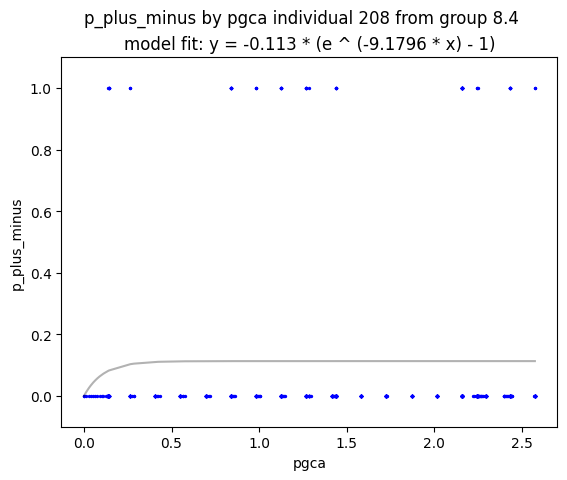 p_plus_minus by pgca individual 208 from group 8.4
model fit: y = -0.113 * (e ^ (-9.1796 * x) - 1)
1.0
0.8
0.6
0.4
0.2
0.0
p_plus_minus
0.0 0.5 1.0 1.5 2.0 2.5
pgca